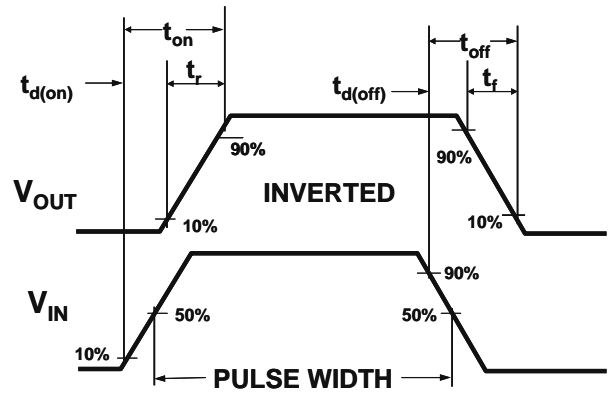 t_on
t_off
t_d(on)
t_r
t_d(off)
t_f
90%
90%
V_OUT
INVERTED
10%
10%
90%
V_IN
50%
50%
10%
PULSE WIDTH